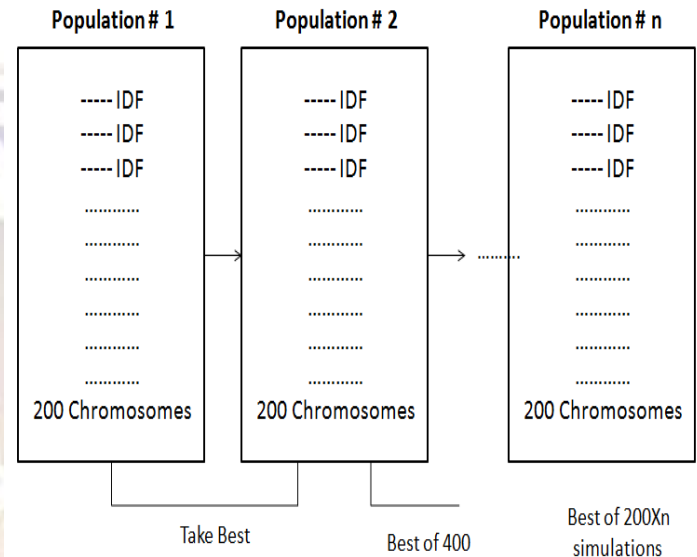 Population # 1
----- IDF
----- IDF
----- IDF
............
............
............
............
............
............
200 Chromosomes
Population # 2
----- IDF
----- IDF
----- IDF
............
............
............
............
............
............
200 Chromosomes
..........
Population # n
----- IDF
----- IDF
----- IDF
............
............
............
............
............
............
200 Chromosomes
Take Best
Best of 400
Best of 200Xn
simulations